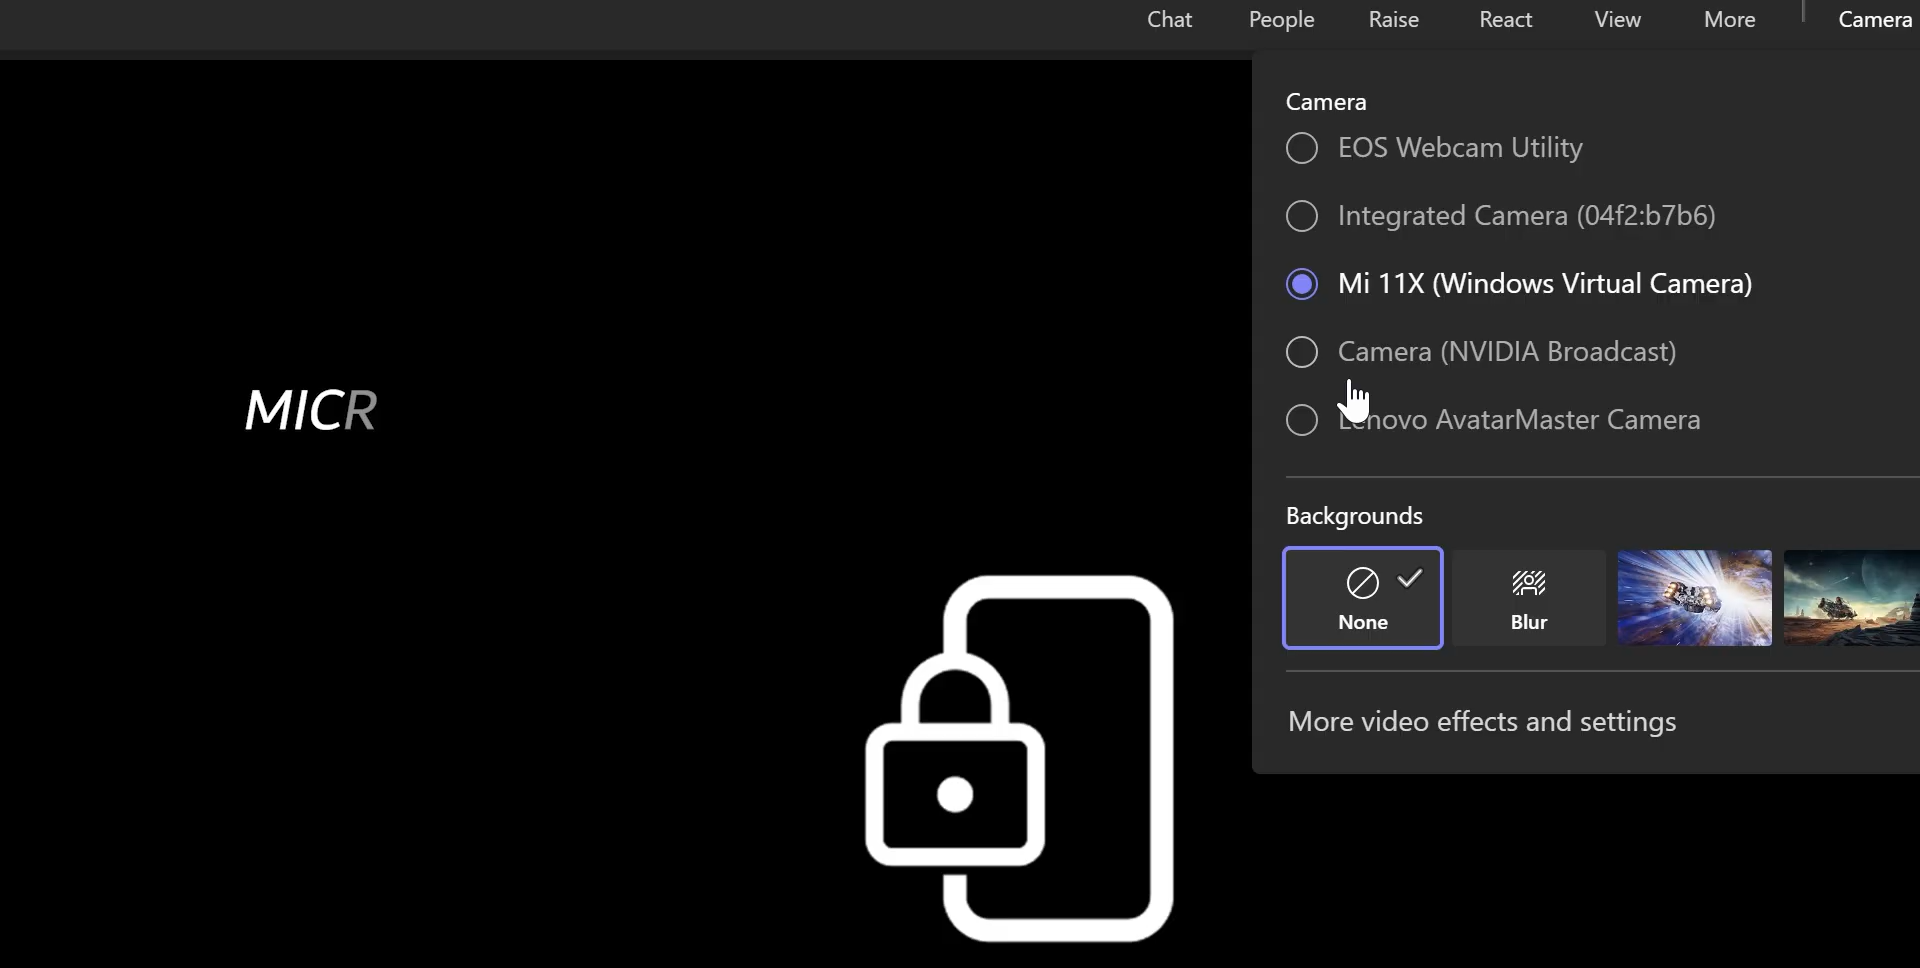 Chat People Raise React View More Camera
Camera
EOS Webcam Utility
Integrated Camera (04f2:b7b6)
Mi 11X (Windows Virtual Camera)
Camera (NVIDIA Broadcast)
Lenovo AvatarMaster Camera
MICR
Backgrounds
None Blur
More video effects and settings